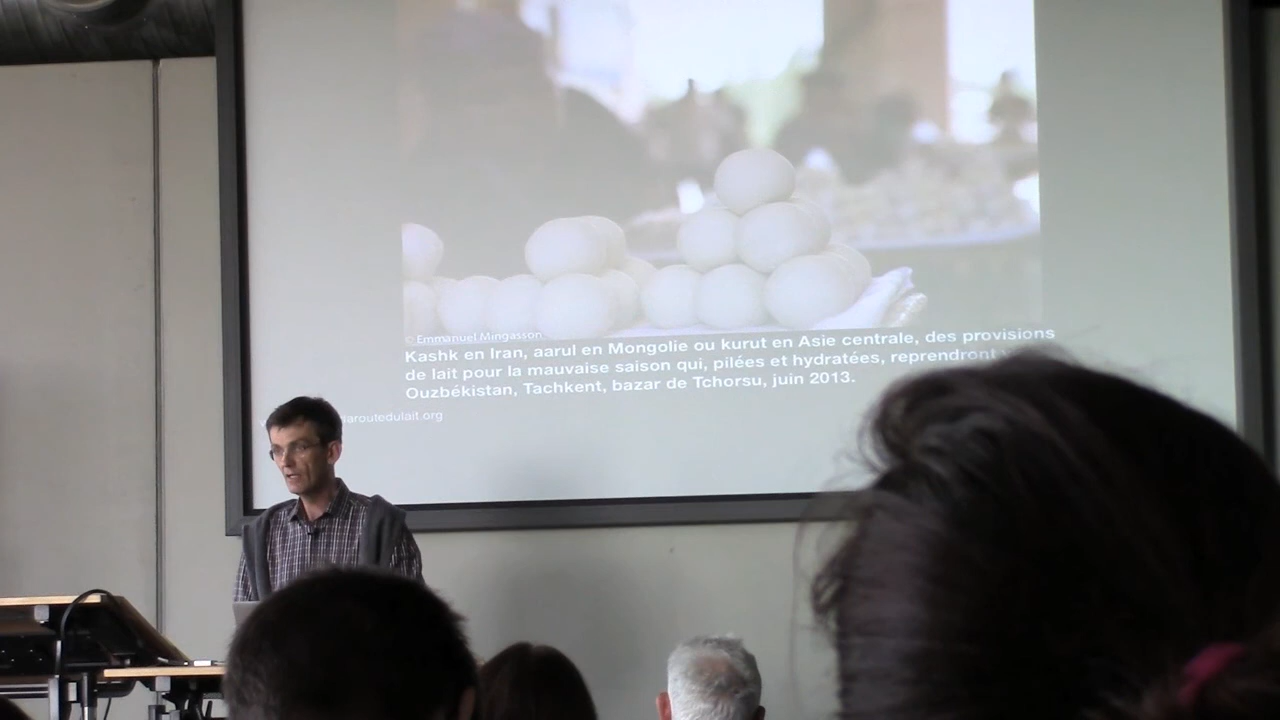 © Emmanuel Mingasson
Kashk en Iran, aarul en Mongolie ou kurut en Asie centrale, des provisions
de lait pour la mauvaise saison qui, pilées et hydratées, reprendront
Ouzbékistan, Tachkent, bazar de Tchorsu, juin 2013.
laroutedulait.org